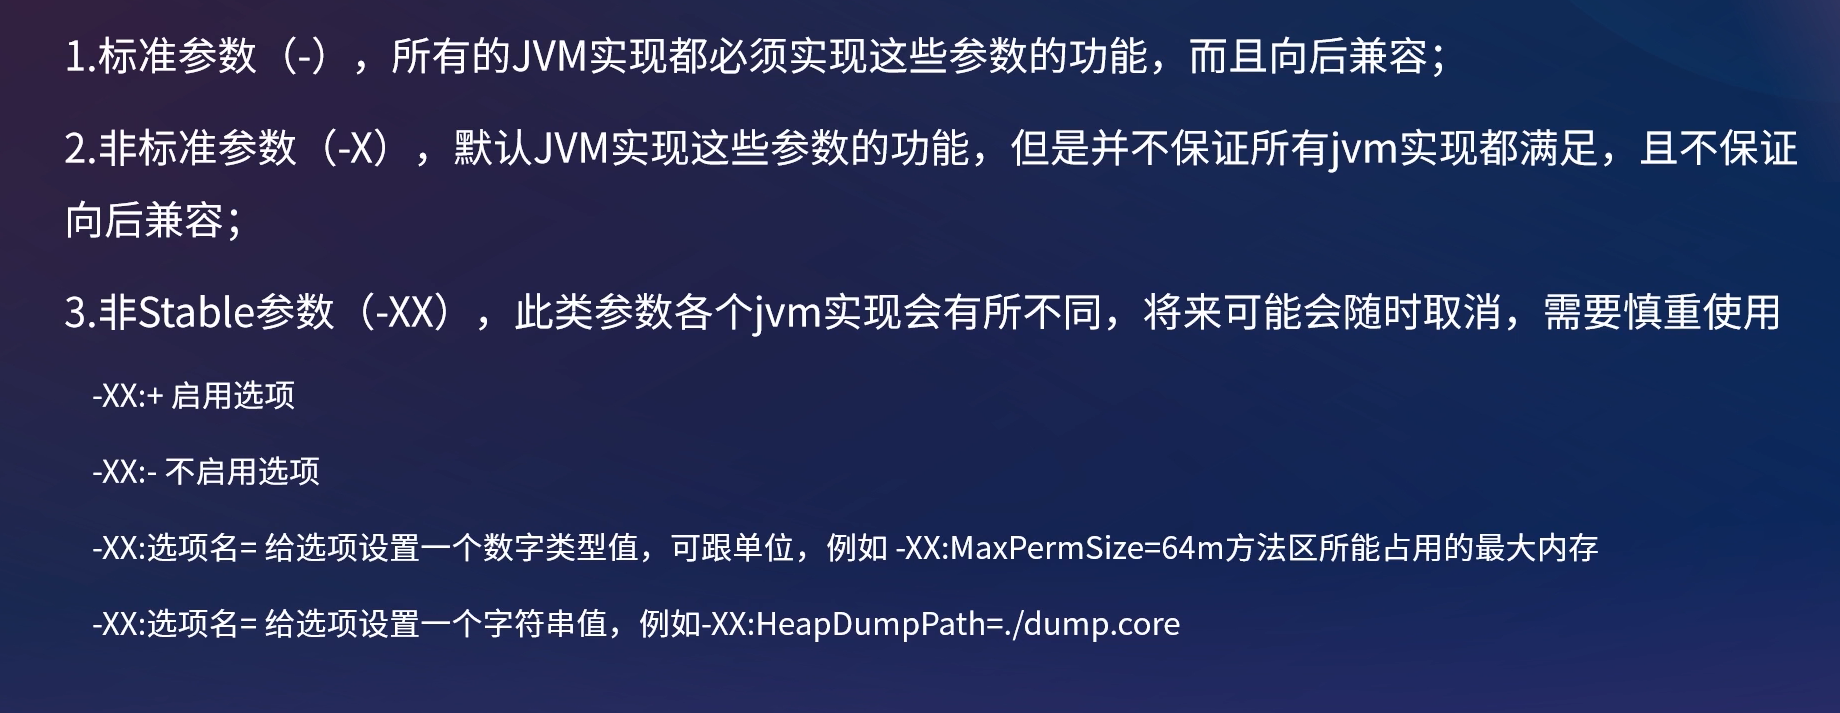 1.标准参数（-），所有的JVM实现都必须实现这些参数的功能，而且向后兼容；
2.非标准参数（-X），默认JVM实现这些参数的功能，但是并不保证所有jvm实现都满足，且不保证
向后兼容；
3.非Stable参数（-XX），此类参数各个jvm实现会有所不同，将来可能会随时取消，需要慎重使用
-XX:+ 启用选项
-XX:- 不启用选项
-XX:选项名= 给选项设置一个数字类型值，可跟单位，例如 -XX:MaxPermSize=64m方法区所能占用的最大内存
-XX:选项名= 给选项设置一个字符串值，例如-XX:HeapDumpPath=./dump.core